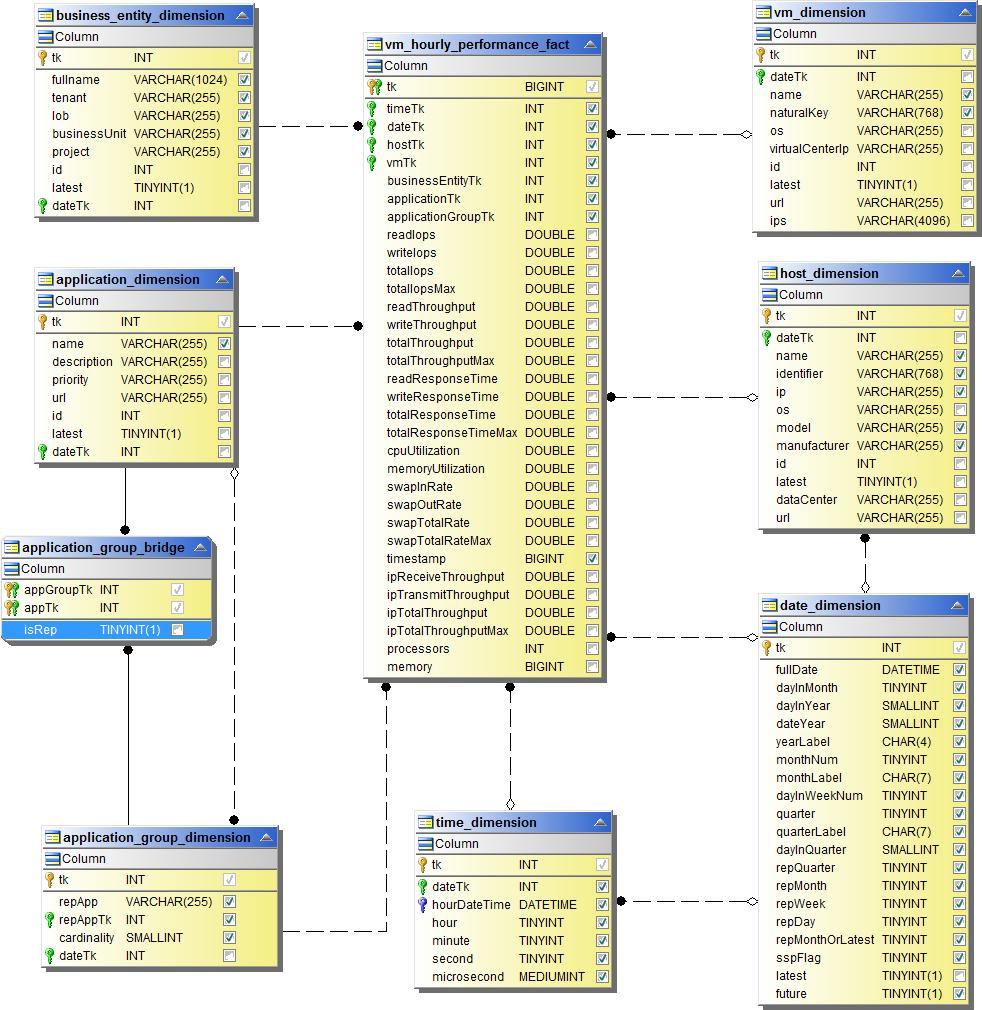 business_entity_dimension
Column
tk INT
fullname VARCHAR(1024)
tenant VARCHAR(255)
lob VARCHAR(255)
businessUnit VARCHAR(255)
project VARCHAR(255)
id INT
latest TINYINT(1)
dateTk INT
application_dimension
Column
tk INT
name VARCHAR(255)
description VARCHAR(255)
priority VARCHAR(255)
url VARCHAR(255)
id INT
latest TINYINT(1)
dateTk INT
application_group_bridge
Column
appGroupTk INT
appTk INT
isRep TINYINT(1)
application_group_dimension
Column
tk INT
repApp VARCHAR(255)
repAppTk INT
cardinality SMALLINT
dateTk INT
vm_hourly_performance_fact
Column
tk BIGINT
timeTk INT
dateTk INT
hostTk INT
vmTk INT
businessEntityTk INT
applicationTk INT
applicationGroupTk INT
readIops DOUBLE
writeIops DOUBLE
totalIops DOUBLE
totalIopsMax DOUBLE
readThroughput DOUBLE
writeThroughput DOUBLE
totalThroughput DOUBLE
totalThroughputMax DOUBLE
readResponseTime DOUBLE
writeResponseTime DOUBLE
totalResponseTime DOUBLE
totalResponseTimeMax DOUBLE
cpuUtilization DOUBLE
memoryUtilization DOUBLE
swapInRate DOUBLE
swapOutRate DOUBLE
swapTotalRate DOUBLE
swapTotalRateMax DOUBLE
timestamp BIGINT
ipReceiveThroughput DOUBLE
ipTransmitThroughput DOUBLE
ipTotalThroughput DOUBLE
ipTotalThroughputMax DOUBLE
processors INT
memory BIGINT
time_dimension
Column
tk INT
dateTk INT
hourDateTime DATETIME
hour TINYINT
minute TINYINT
second TINYINT
microsecond MEDIUMINT
vm_dimension
Column
tk INT
dateTk INT
name VARCHAR(255)
naturalKey VARCHAR(768)
os VARCHAR(255)
virtualCenterIp VARCHAR(255)
id INT
latest TINYINT(1)
url VARCHAR(255)
ips VARCHAR(4096)
host_dimension
Column
tk INT
dateTk INT
name VARCHAR(255)
identifier VARCHAR(768)
ip VARCHAR(255)
os VARCHAR(255)
model VARCHAR(255)
manufacturer VARCHAR(255)
id INT
latest TINYINT(1)
dataCenter VARCHAR(255)
url VARCHAR(255)
date_dimension
Column
tk INT
fullDate DATETIME
dayInMonth TINYINT
dayInYear SMALLINT
dateYear SMALLINT
yearLabel CHAR(4)
monthNum TINYINT
monthLabel CHAR(7)
dayInWeekNum TINYINT
quarter TINYINT
quarterLabel CHAR(7)
dayInQuarter SMALLINT
repQuarter TINYINT
repMonth TINYINT
repWeek TINYINT
repDay TINYINT
repMonthOrLatest TINYINT
sspFlag TINYINT
latest TINYINT(1)
future TINYINT(1)